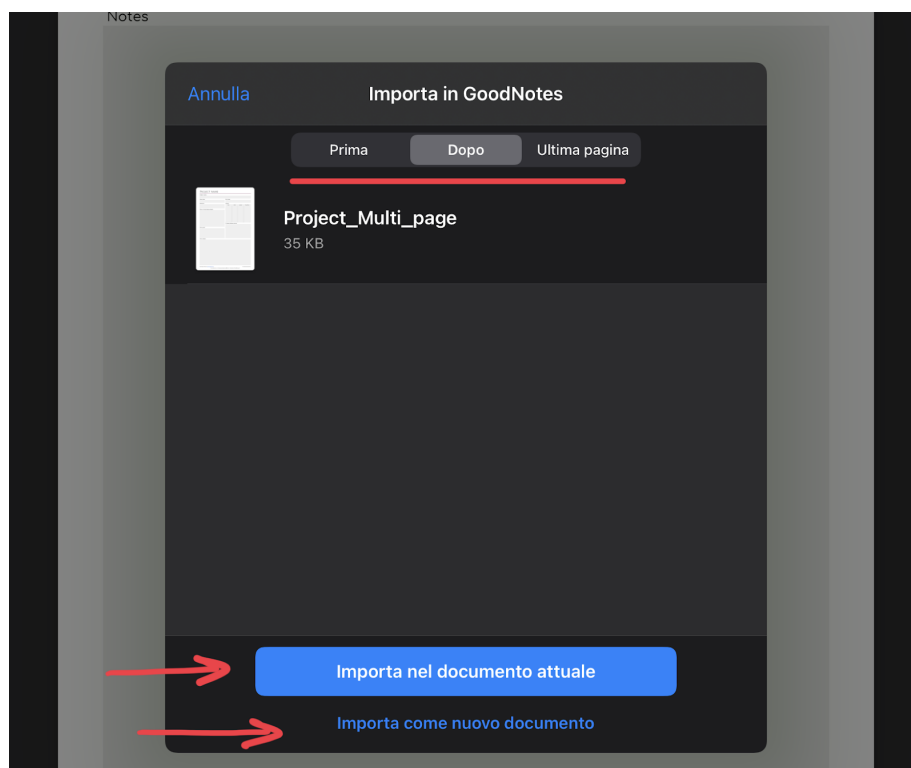 Notes
Annulla
Importa in GoodNotes
Prima
Dopo
Ultima pagina
Project_Multi_page
35 KB
Importa nel documento attuale
Importa come nuovo documento